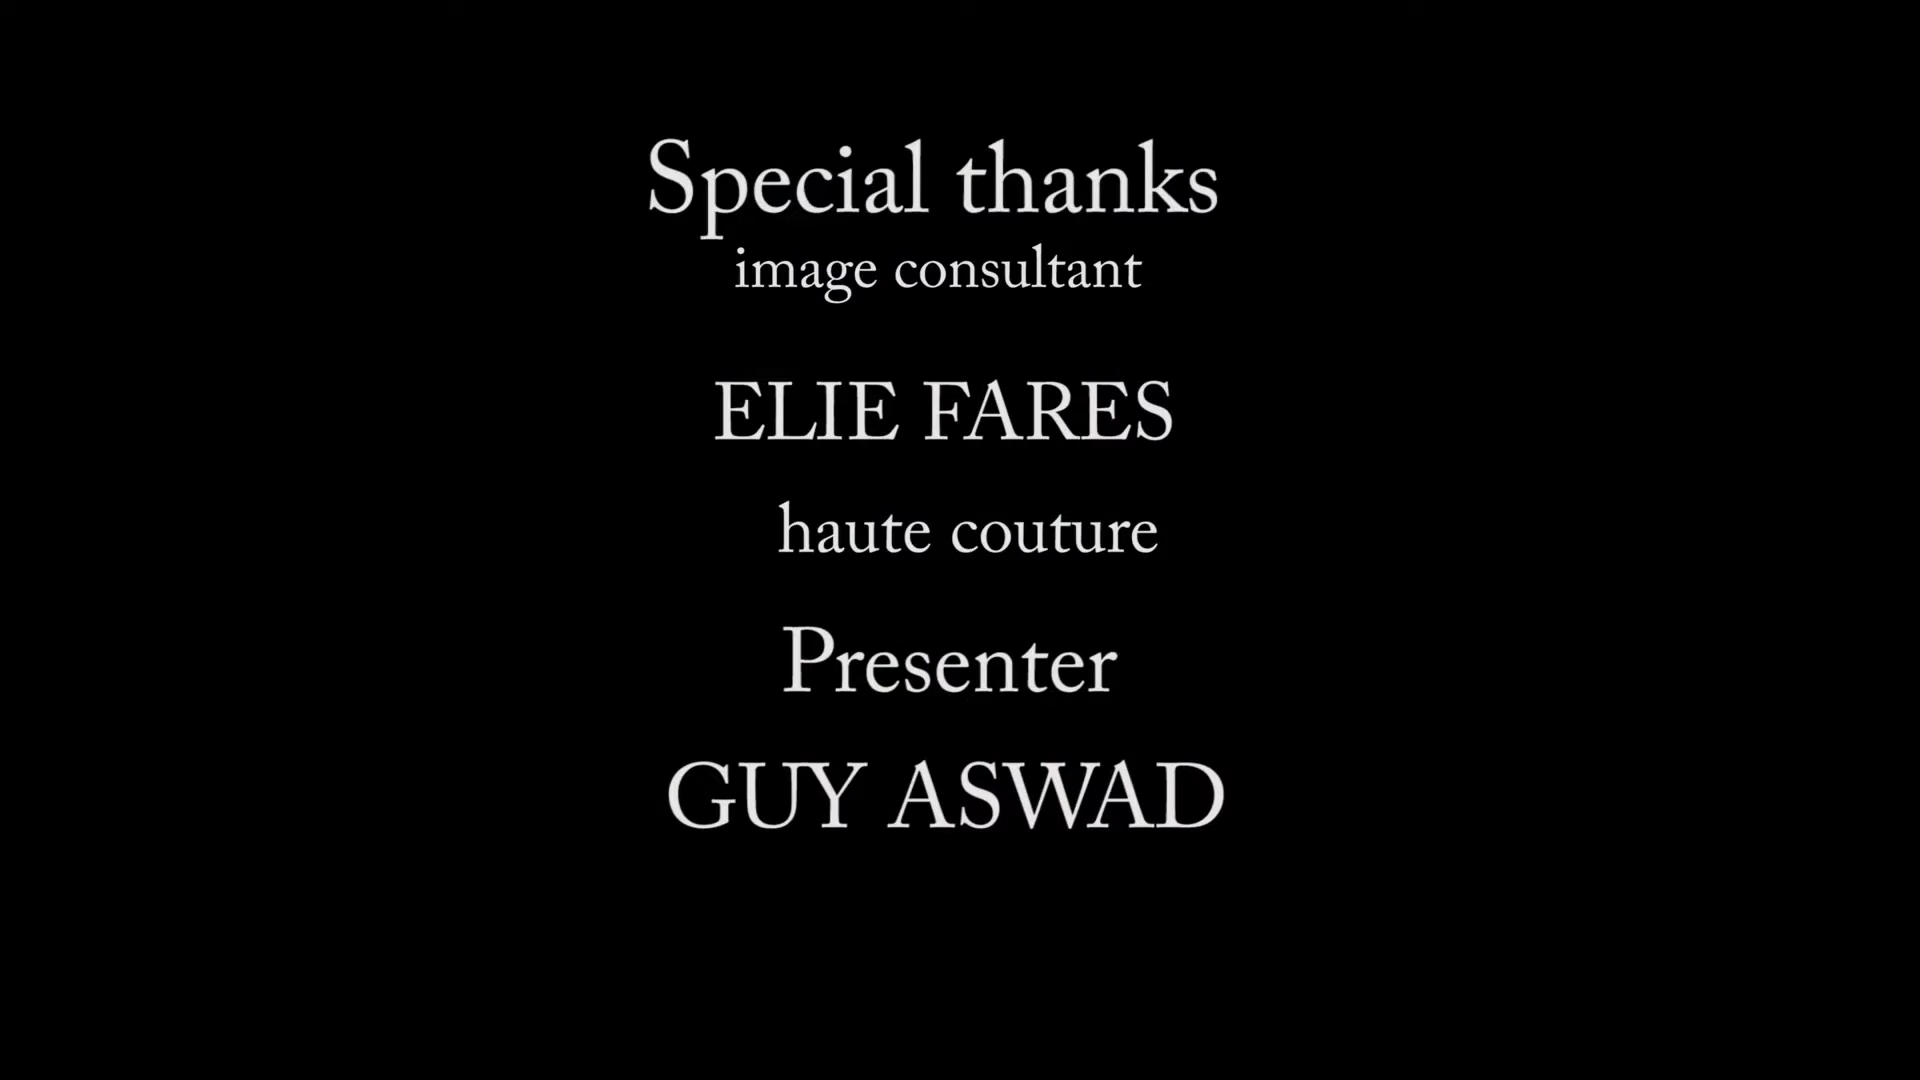 Special thanks
image consultant
ELIE FARES
haute couture
Presenter
GUY ASWAD